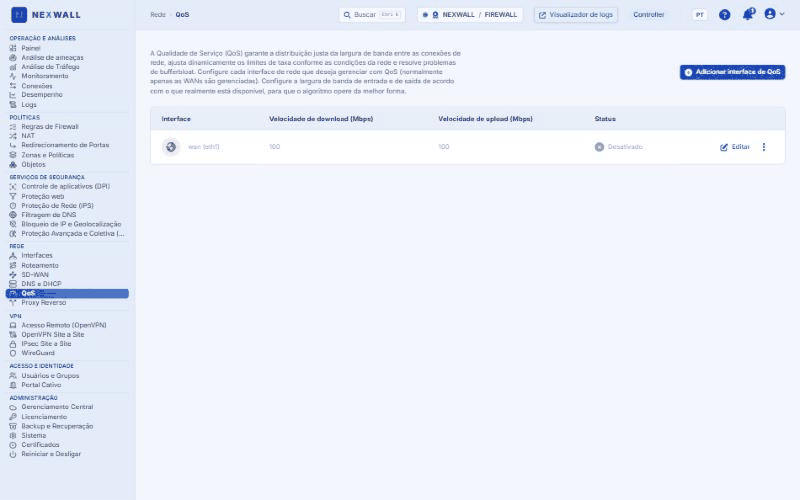 NEXWALL
Rede › QoS
Buscar
NEXWALL / FIREWALL
Visualizador de logs
Controller
PT
OPERAÇÃO E ANÁLISES
Painel
Análise de ameaças
Análise de Tráfego
Monitoramento
Conexões
Desempenho
Logs
POLÍTICAS
Regras de Firewall
NAT
Redirecionamento de Portas
Zonas e Políticas
Objetos
SERVIÇOS DE SEGURANÇA
Controle de aplicativos (DPI)
Proteção web
Proteção de Rede (IPS)
Filtragem de DNS
Bloqueio de IP e Geolocalização
Proteção Avançada e Coletiva (...
REDE
Interfaces
Roteamento
SD-WAN
DNS e DHCP
QoS
Proxy Reverso
VPN
Acesso Remoto (OpenVPN)
OpenVPN Site a Site
IPsec Site a Site
WireGuard
ACESSO E IDENTIDADE
Usuários e Grupos
Portal Cativo
ADMINISTRAÇÃO
Gerenciamento Central
Licenciamento
Backup e Recuperação
Sistema
Certificados
Reiniciar e Desligar
A Qualidade de Serviço (QoS) garante a distribuição justa da largura de banda entre as conexões de
rede, ajusta dinamicamente os limites de taxa conforme as condições da rede e resolve problemas
de bufferbloat. Configure cada interface de rede que deseja gerenciar com QoS (normalmente
apenas as WANs são gerenciadas). Configure a largura de banda de entrada e de saída de acordo
com o que realmente está disponível, para que o algoritmo opere da melhor forma.
Adicionar interface de QoS
Interface Velocidade de download (Mbps) Velocidade de upload (Mbps) Status
wan (eth1) 100 100 Desativado Editar